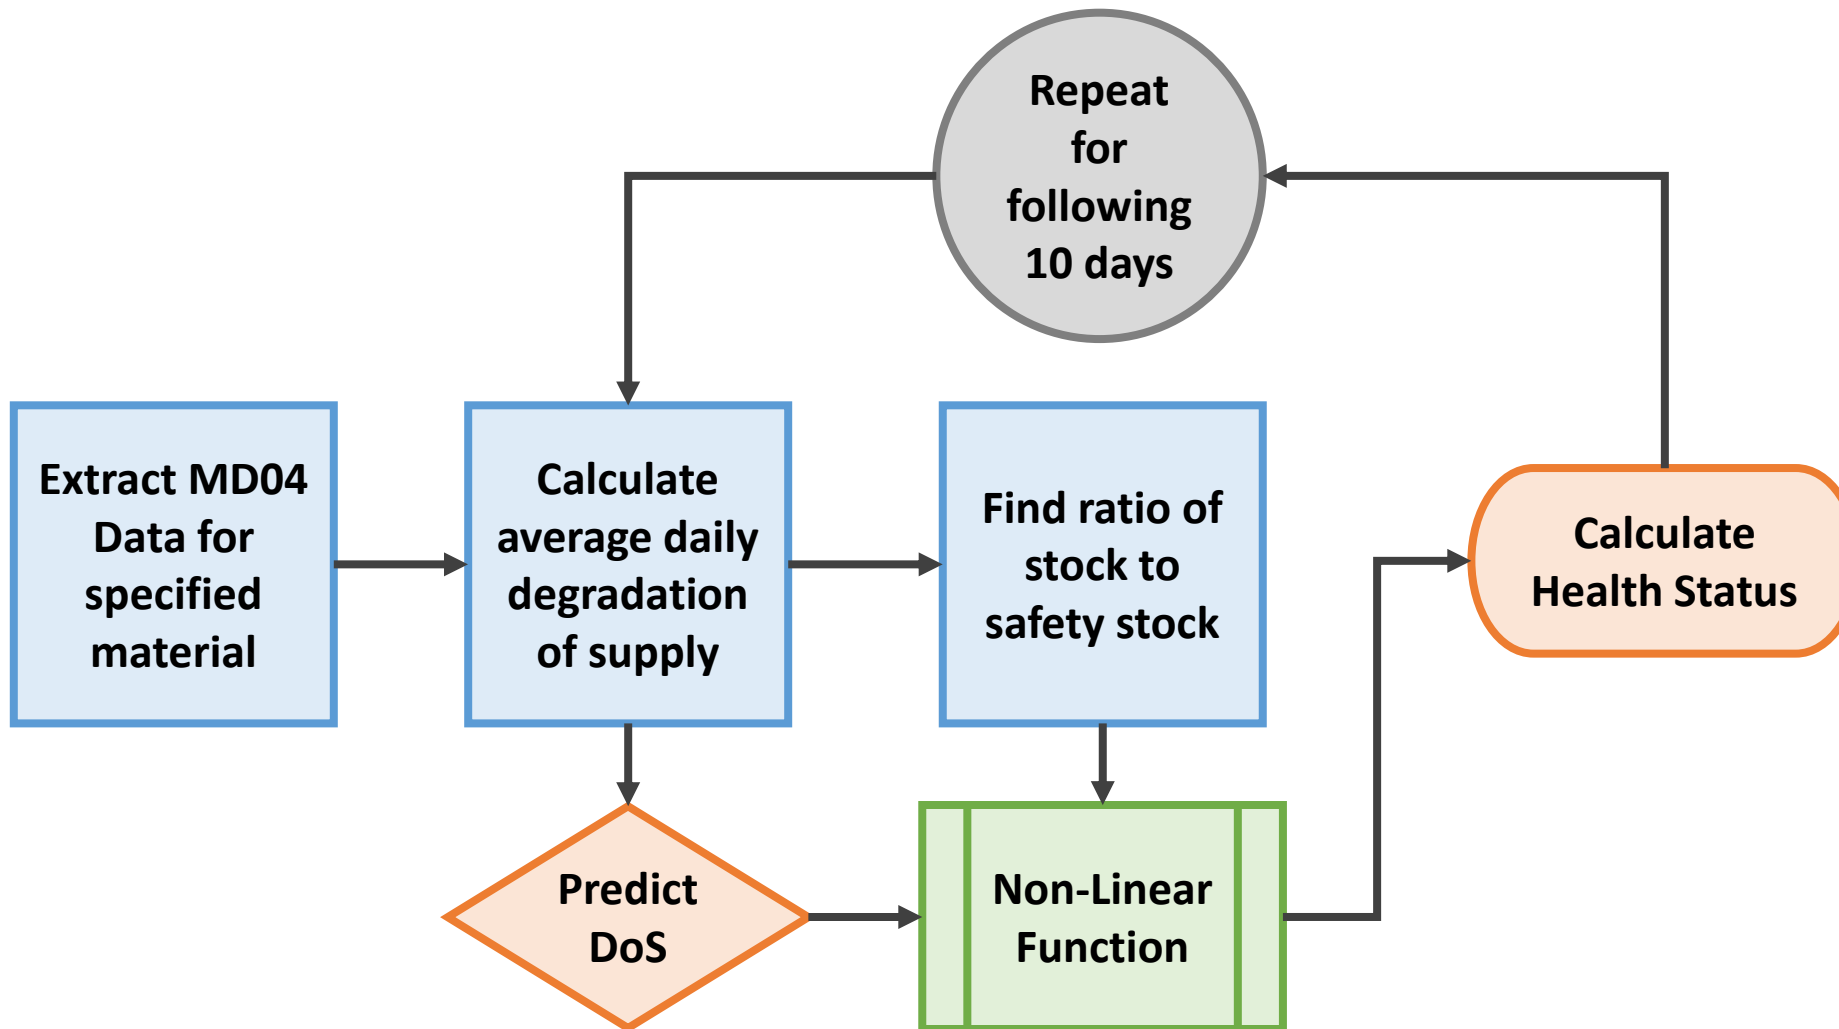 Repeat
for
following
10 days
Extract MD04
Data for
specified
material
Calculate
average daily
degradation
of supply
Find ratio of
stock to
safety stock
Calculate
Health Status
Predict
DoS
Non-Linear
Function